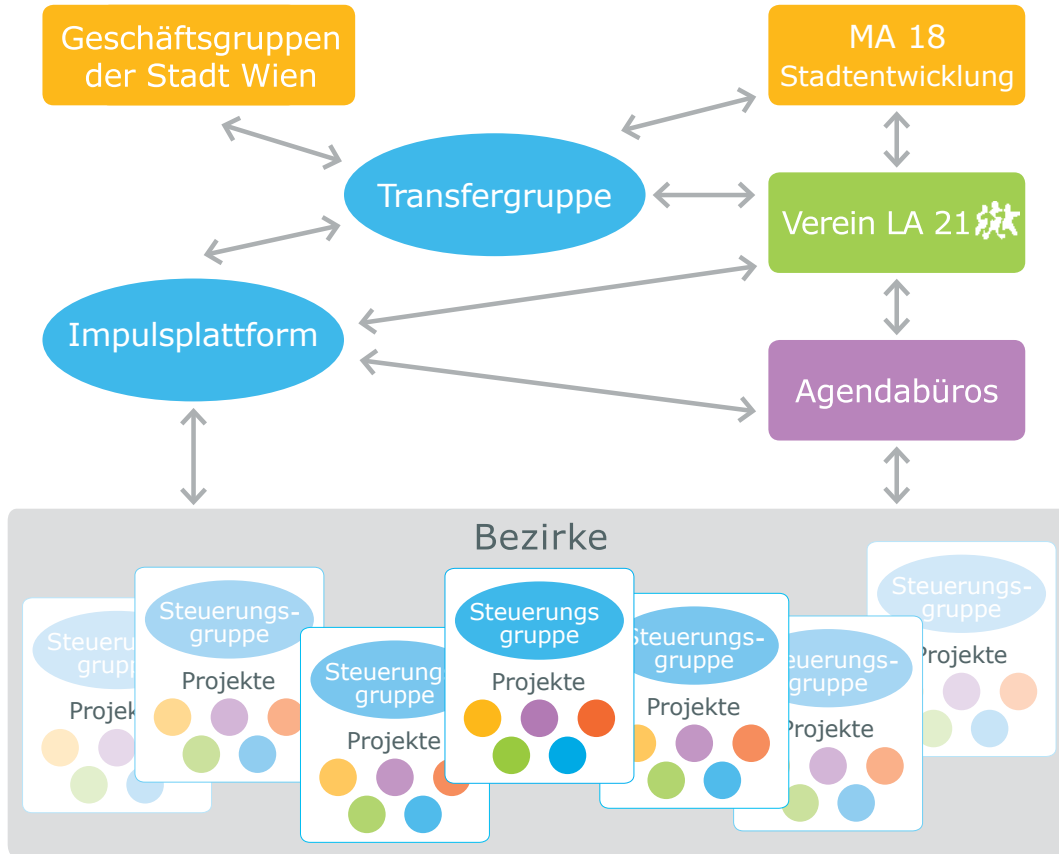 Geschäftsgruppen
der Stadt Wien
MA 18
Stadtentwicklung
Transfergruppe
Verein LA 21
Impulsplattform
Agendabüros
Bezirke
Steuerungs-
gruppe
Projekte
Steuerungs-
gruppe
Projekte
Steuerungs
gruppe
Projekte
Steuerungs-
gruppe
Projekte
Steuerungs-
gruppe
Projekte